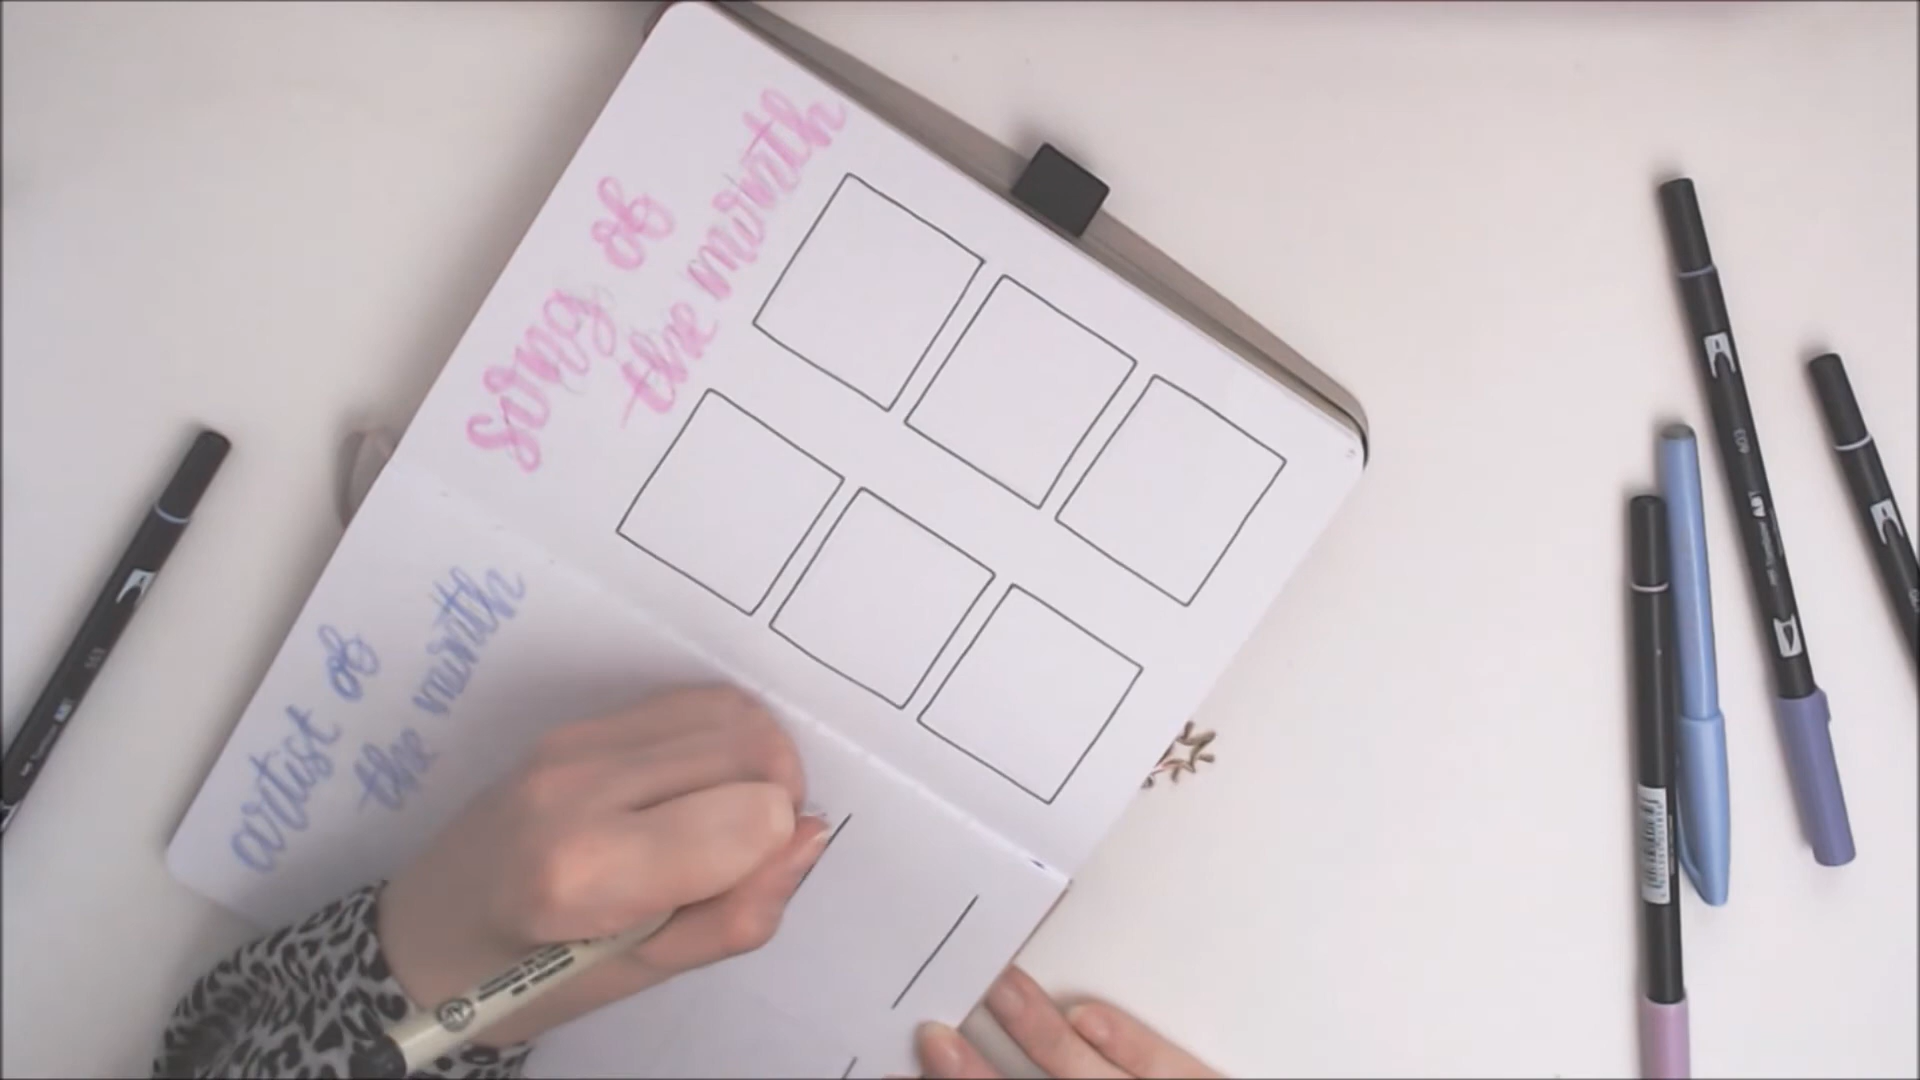 song of
the month
artist of
the month